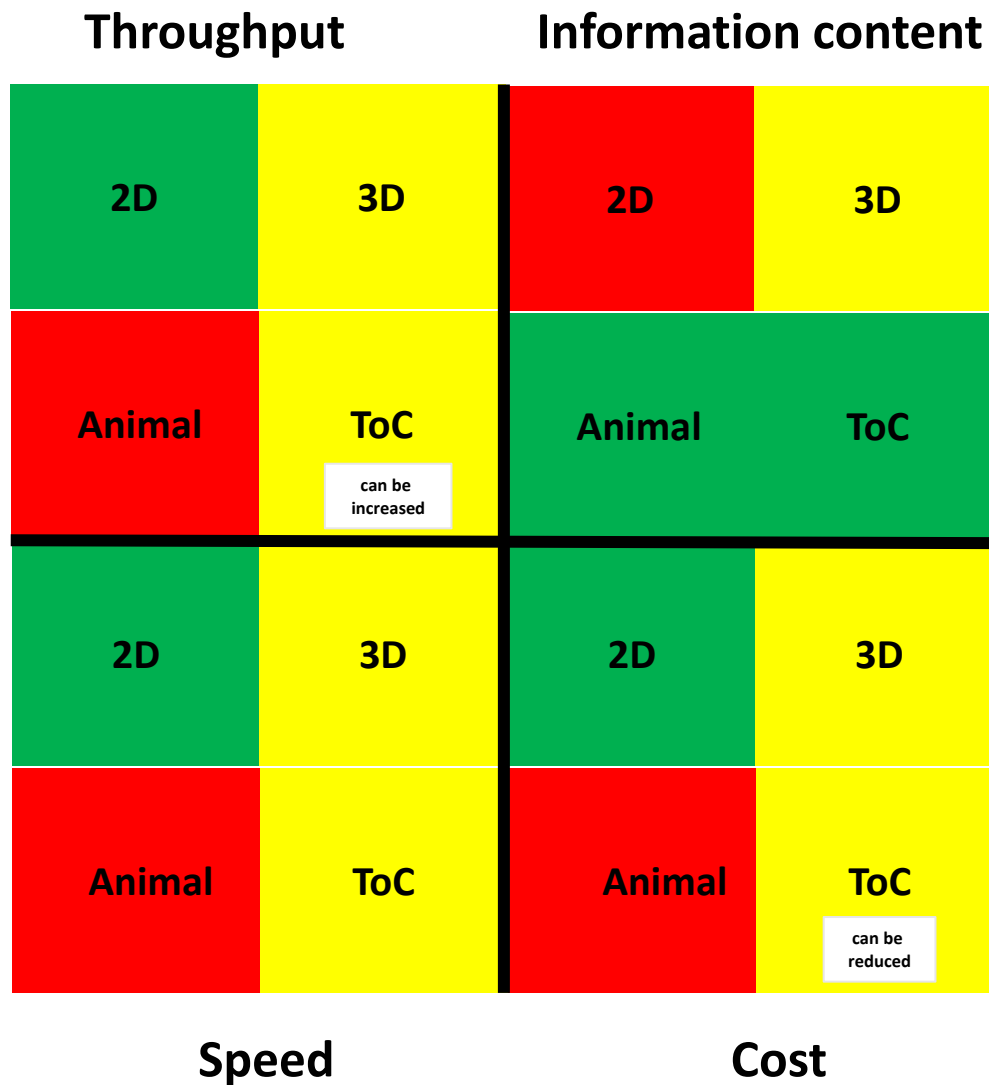 Throughput
Information content
2D
3D
2D
3D
Animal
ToC
can be
increased
Animal
ToC
2D
3D
2D
3D
Animal
ToC
Animal
ToC
can be
reduced
Speed
Cost